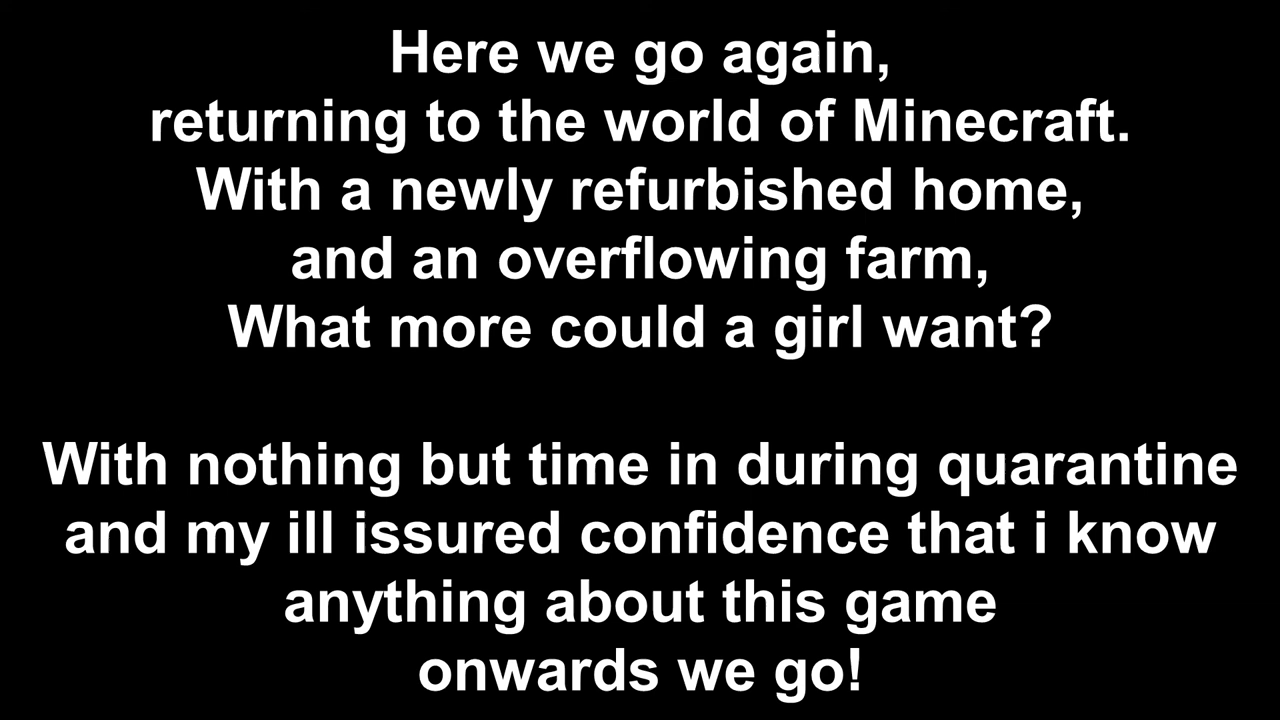 Here we go again,
returning to the world of Minecraft.
With a newly refurbished home,
and an overflowing farm,
What more could a girl want?
With nothing but time in during quarantine
and my ill issured confidence that i know
anything about this game
onwards we go!